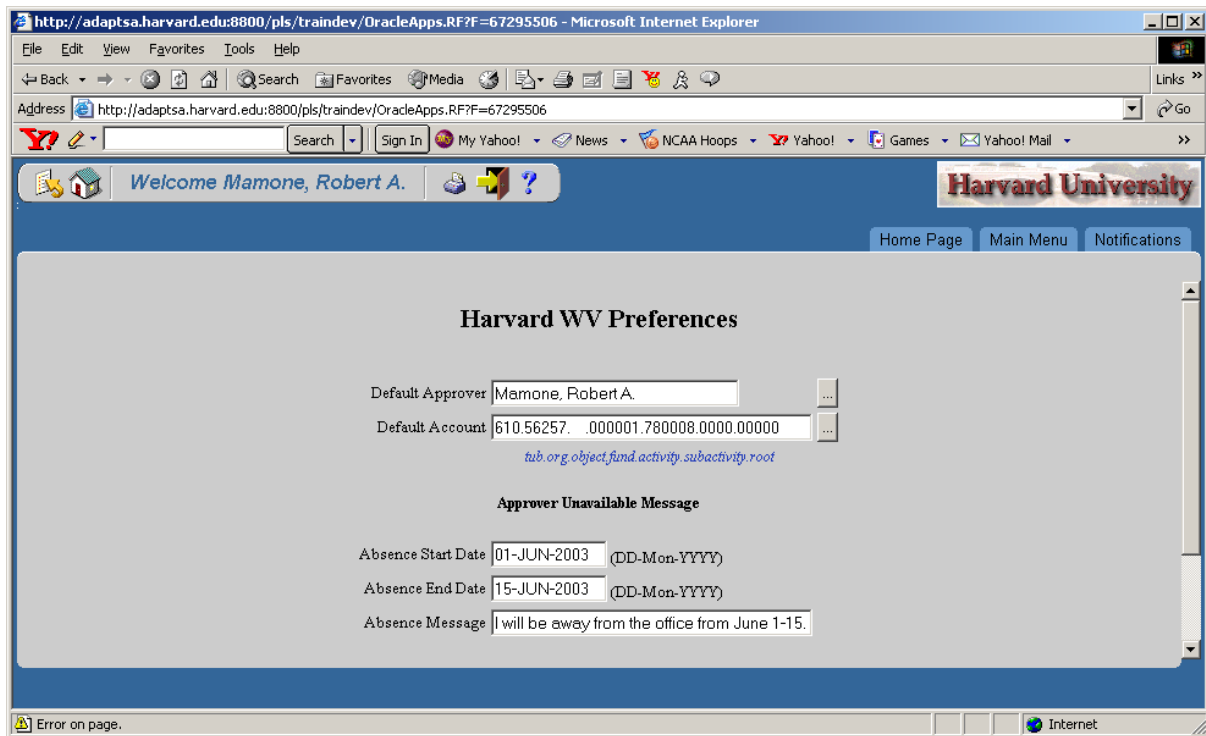 http://adaptsa.harvard.edu:8800/pls/traindev/OracleApps.RF?F=67295506 - Microsoft Internet Explorer
File Edit View Favorites Tools Help
Back Search Favorites Media Links »
Address http://adaptsa.harvard.edu:8800/pls/traindev/OracleApps.RF?F=67295506 Go
Y! Search Sign In My Yahoo! News NCAA Hoops Yahoo! Games Yahoo! Mail »
Welcome Mamone, Robert A. ? Harvard University
Home Page Main Menu Notifications
Harvard WV Preferences
Default Approver Mamone, Robert A. ...
Default Account 610.56257. .000001.780008.0000.00000 ...
tub.org.object.fund.activity.subactivity.root
Approver Unavailable Message
Absence Start Date 01-JUN-2003 (DD-Mon-YYYY)
Absence End Date 15-JUN-2003 (DD-Mon-YYYY)
Absence Message I will be away from the office from June 1-15.
Error on page. Internet